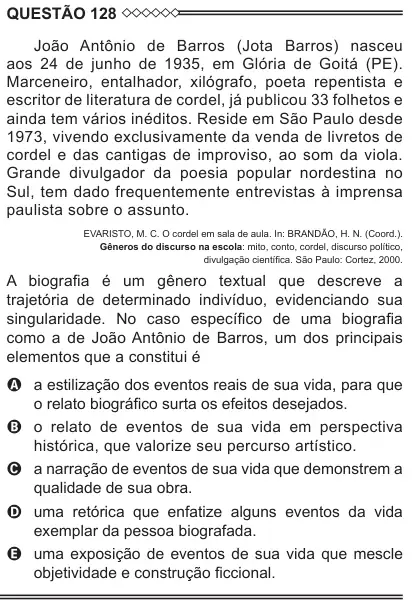 QUESTÃO 128
João Antônio de Barros (Jota Barros) nasceu
aos 24 de junho de 1935, em Glória de Goitá (PE).
Marceneiro, entalhador, xilógrafo, poeta repentista e
escritor de literatura de cordel, já publicou 33 folhetos e
ainda tem vários inéditos. Reside em São Paulo desde
1973, vivendo exclusivamente da venda de livretos de
cordel e das cantigas de improviso, ao som da viola.
Grande divulgador da poesia popular nordestina no
Sul, tem dado frequentemente entrevistas à imprensa
paulista sobre o assunto.
EVARISTO, M. C. O cordel em sala de aula. In: BRANDÃO, H. N. (Coord.).
Gêneros do discurso na escola: mito, conto, cordel, discurso político,
divulgação científica. São Paulo: Cortez, 2000.
A biografia é um gênero textual que descreve a
trajetória de determinado indivíduo, evidenciando sua
singularidade. No caso específico de uma biografia
como a de João Antônio de Barros, um dos principais
elementos que a constitui é
A a estilização dos eventos reais de sua vida, para que
o relato biográfico surta os efeitos desejados.
B o relato de eventos de sua vida em perspectiva
histórica, que valorize seu percurso artístico.
C a narração de eventos de sua vida que demonstrem a
qualidade de sua obra.
D uma retórica que enfatize alguns eventos da vida
exemplar da pessoa biografada.
E uma exposição de eventos de sua vida que mescle
objetividade e construção ficcional.